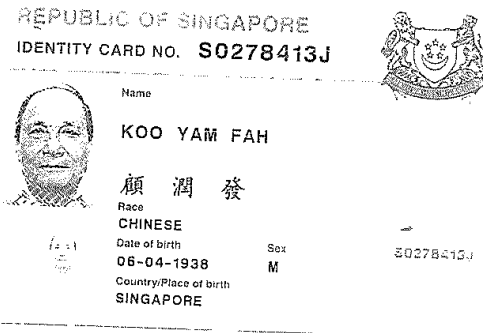 REPUBLIC OF SINGAPORE
IDENTITY CARD NO. S0278413J
Name
KOO YAM FAH
顧 潤 發
Race
CHINESE
Date of birth
Sex
06-04-1938
M
S0278413J
Country/Place of birth
SINGAPORE